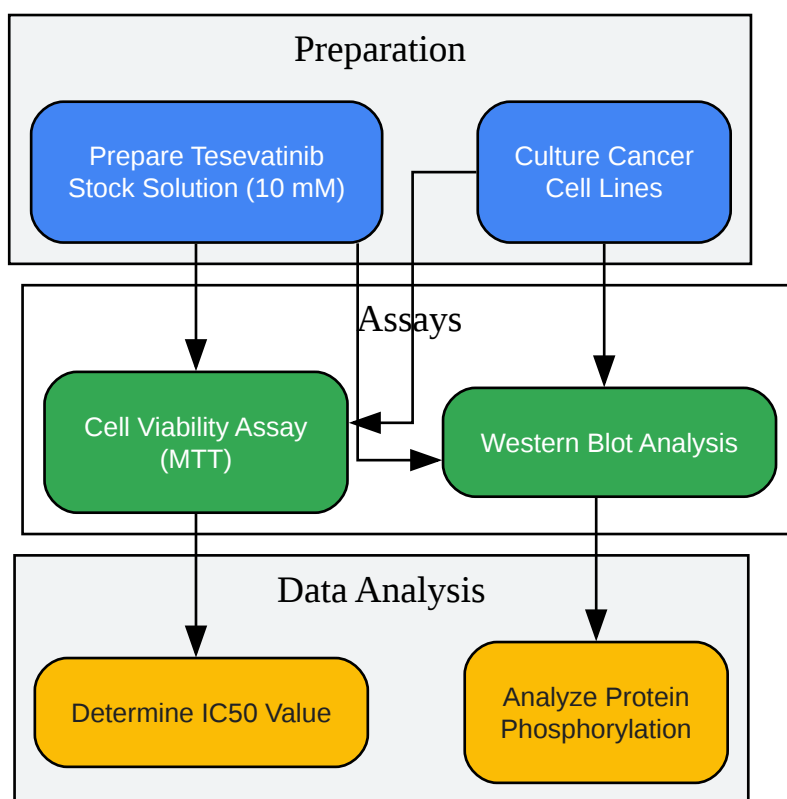 Preparation
Prepare Tesevatinib
Stock Solution (10 mM)
Culture Cancer
Cell Lines
Assays
Cell Viability Assay
(MTT)
Western Blot Analysis
Data Analysis
Determine IC50 Value
Analyze Protein
Phosphorylation